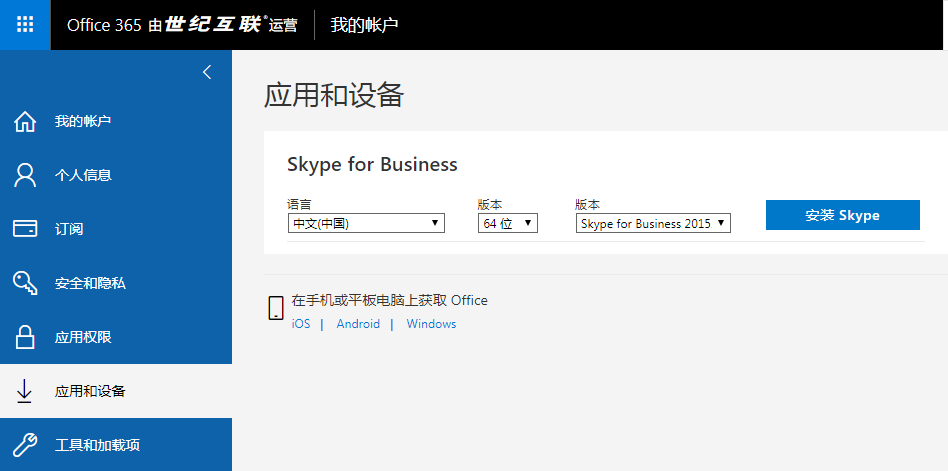 Office 365 由世纪互联®运营 我的帐户
我的帐户
个人信息
订阅
安全和隐私
应用权限
应用和设备
工具和加载项
应用和设备
Skype for Business
语言 版本 版本
中文(中国) 64 位 Skype for Business 2015 安装 Skype
在手机或平板电脑上获取 Office
iOS | Android | Windows